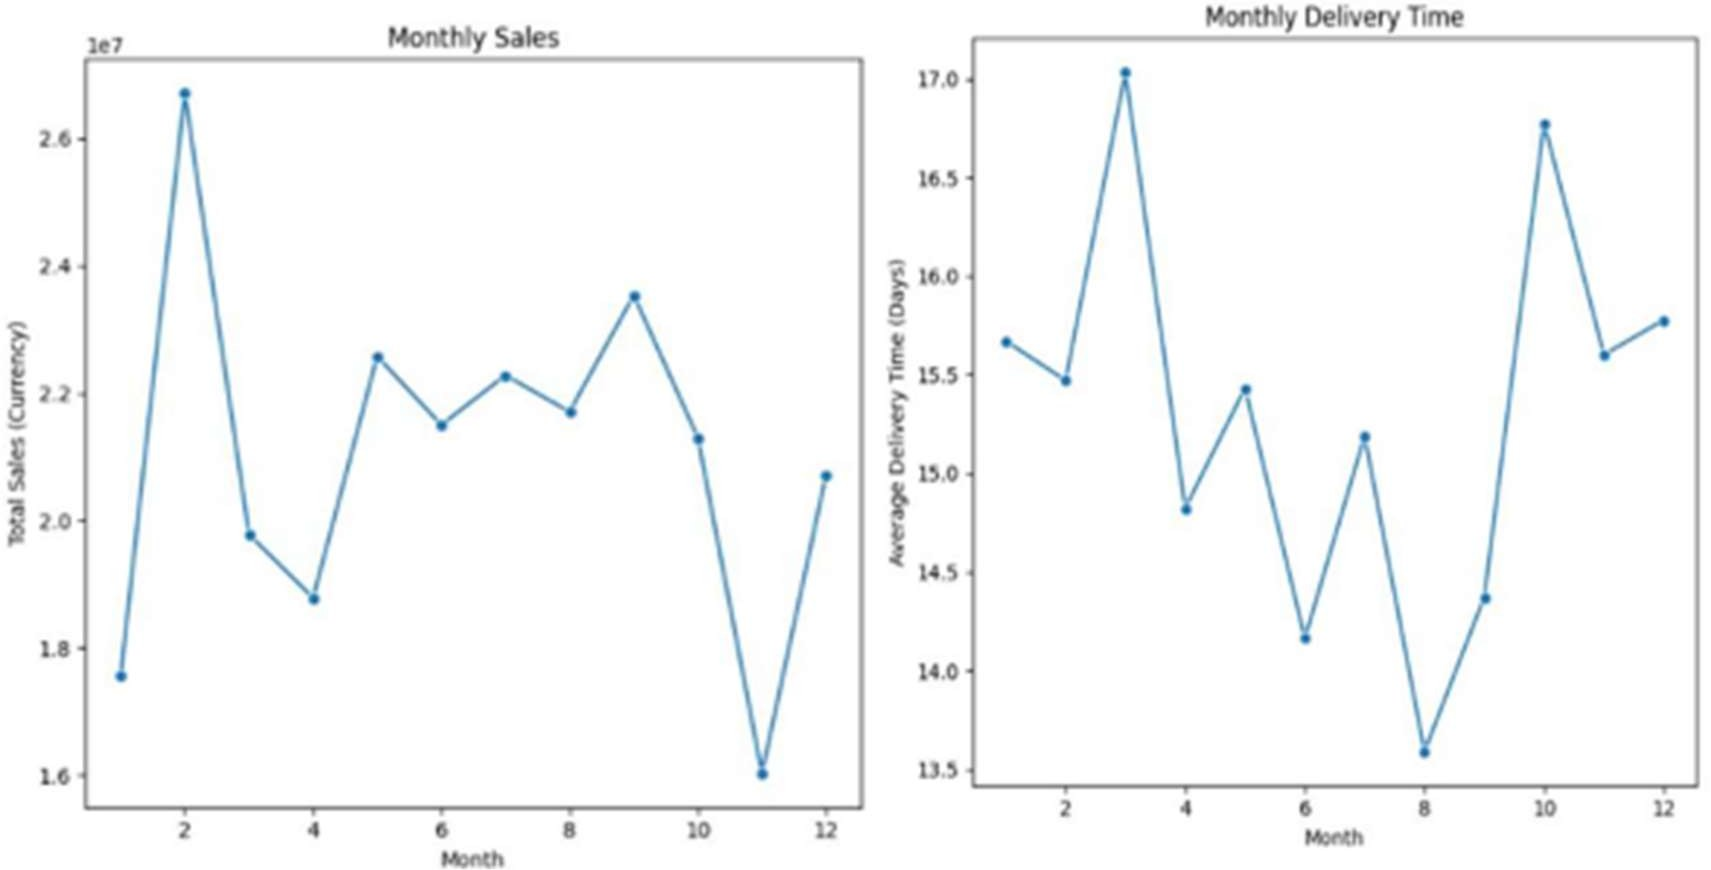 Monthly Sales
1e7
2.6
2.4
2.2
2.0
1.8
1.6
Total Sales (Currency)
2 4 6 8 10 12
Month
Monthly Delivery Time
17.0
16.5
16.0
15.5
15.0
14.5
14.0
13.5
Average Delivery Time (Days)
2 4 6 8 10 12
Month